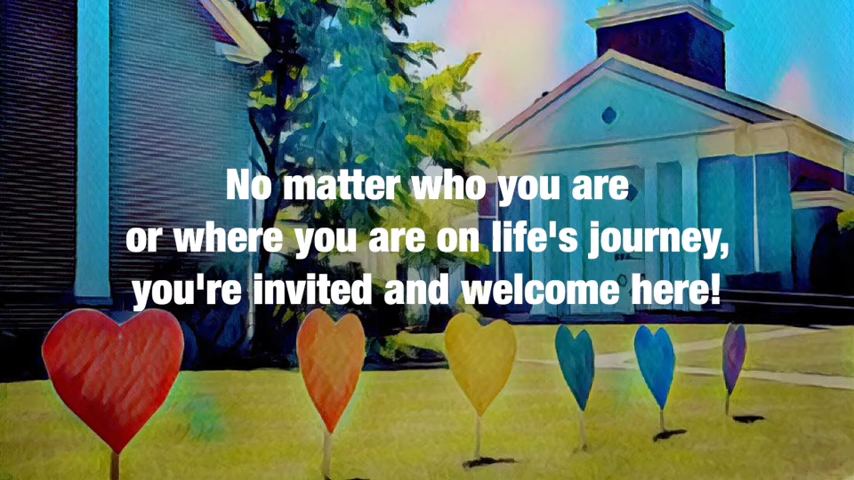 No matter who you are
or where you are on life's journey,
you're invited and welcome here!